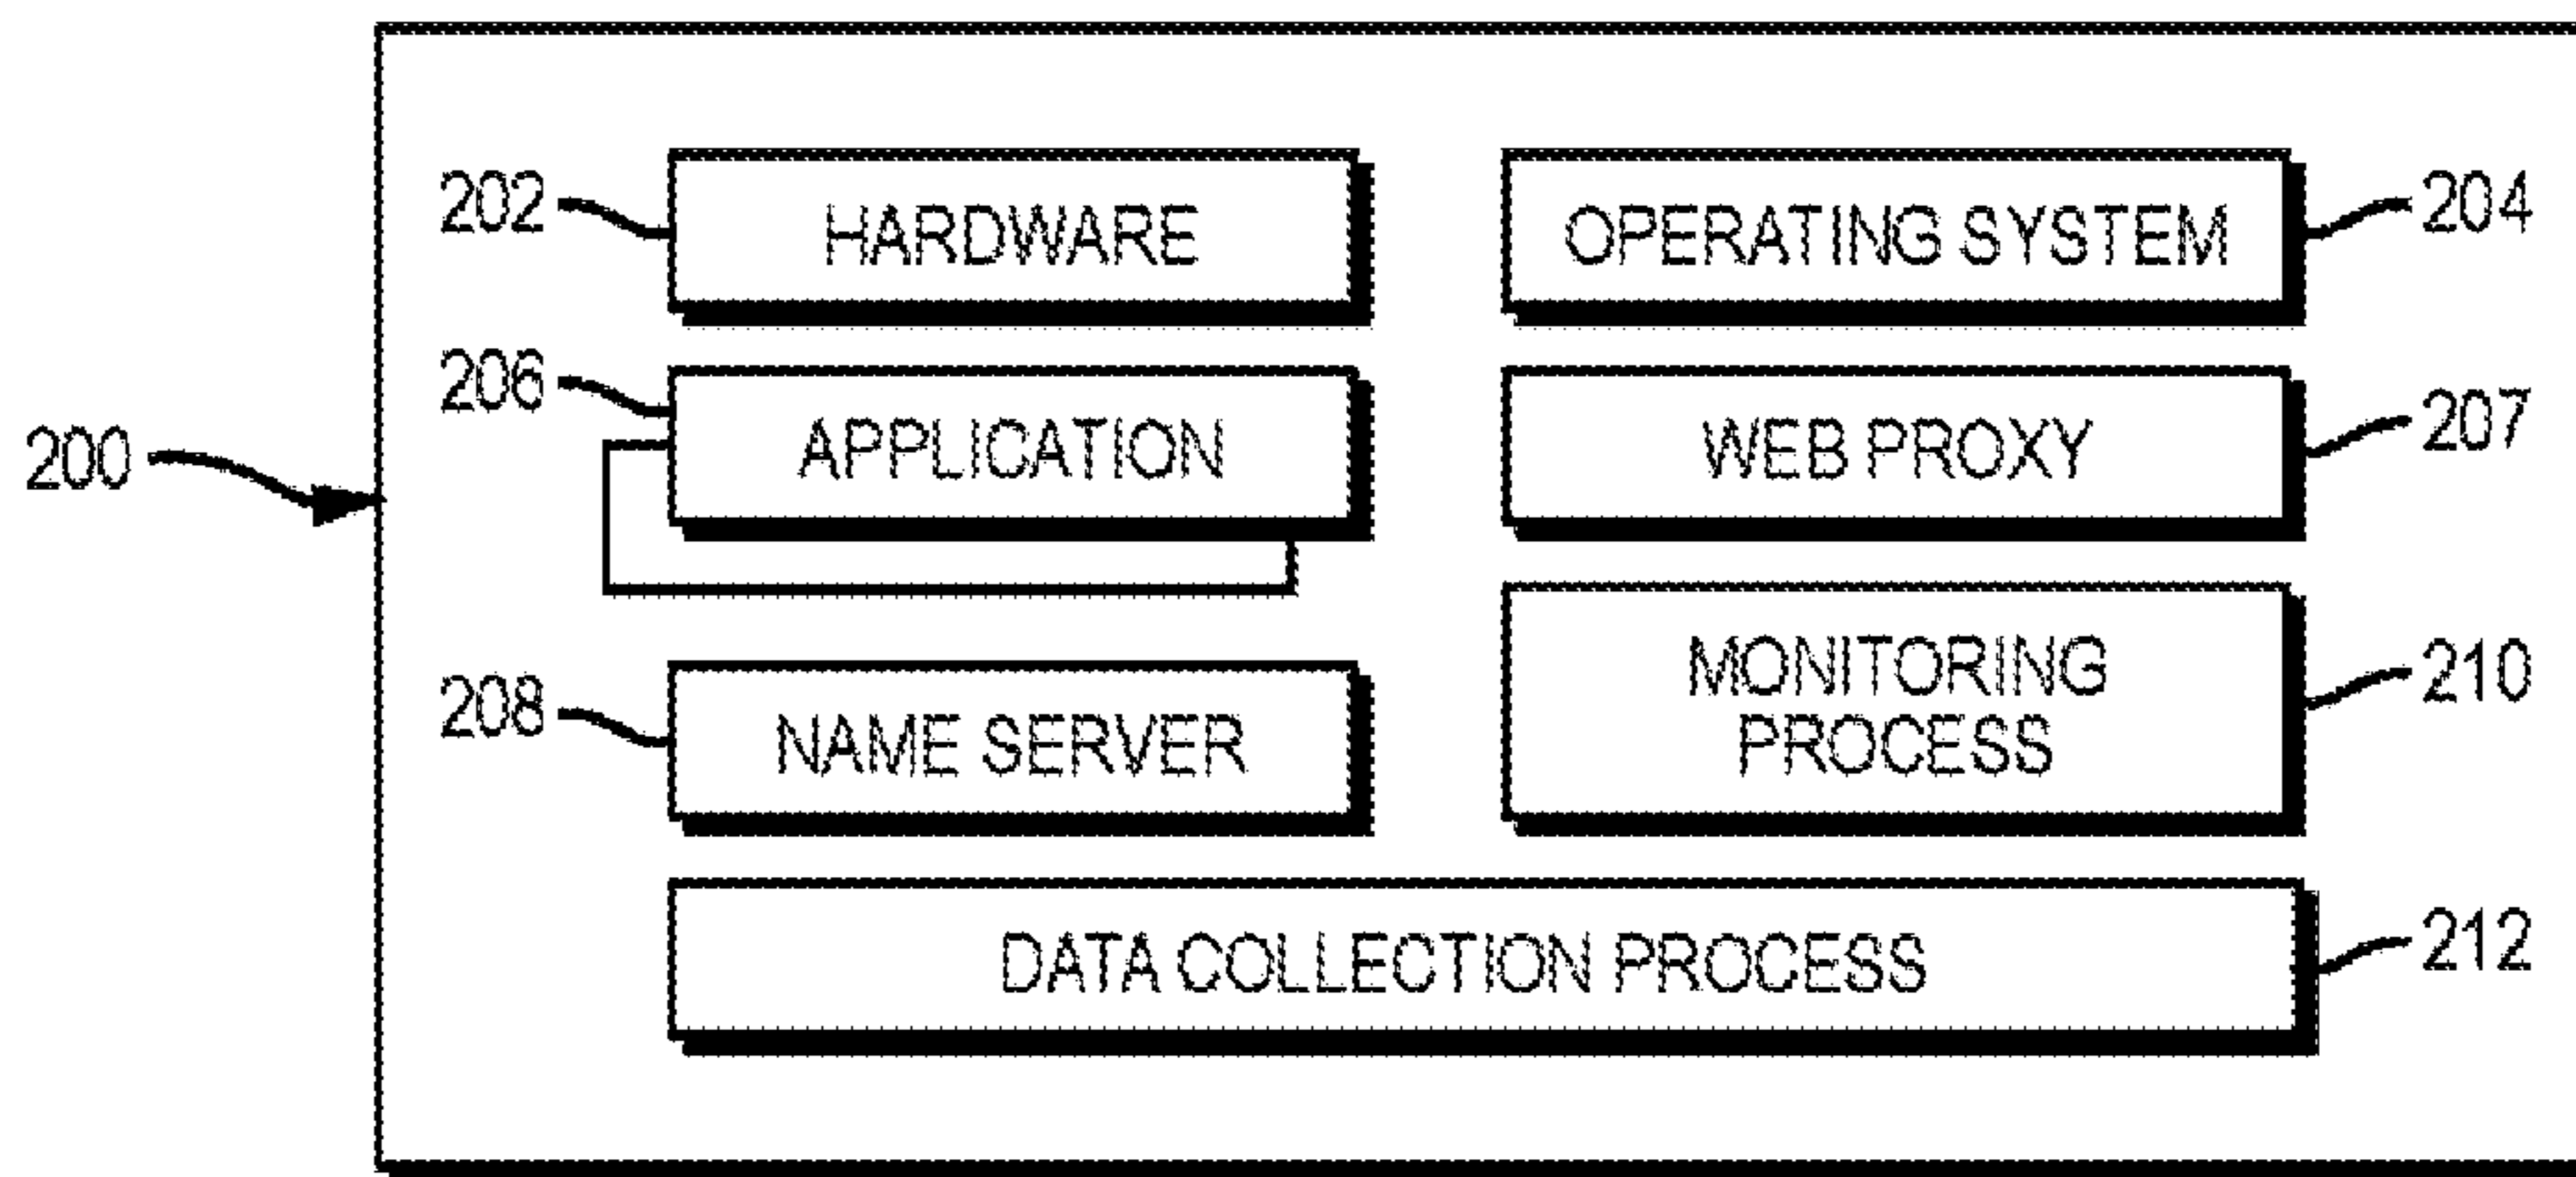 202
HARDWARE
OPERATING SYSTEM
204
206
APPLICATION
WEB PROXY
207
200
208
NAME SERVER
MONITORING
PROCESS
210
DATA COLLECTION PROCESS
212